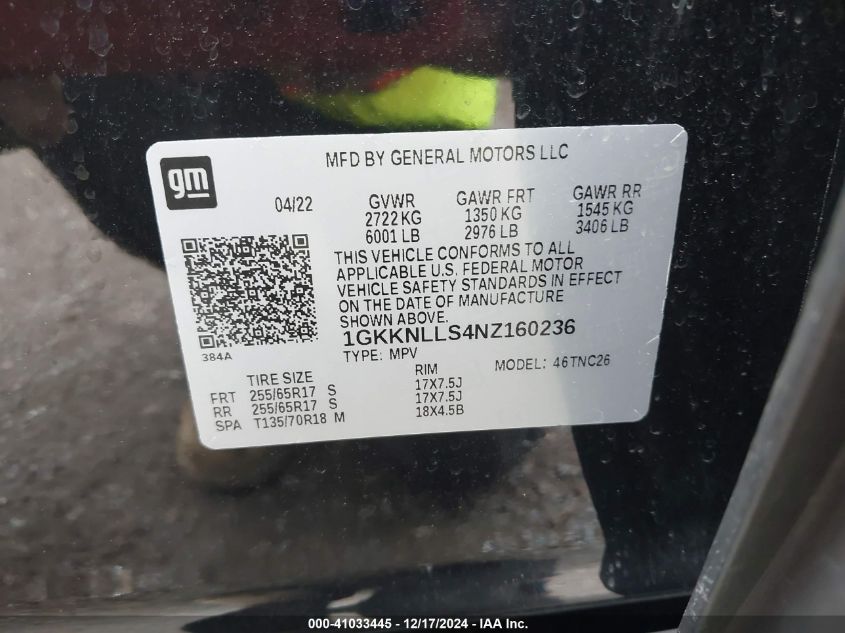 gm
MFD BY GENERAL MOTORS LLC
04/22 GVWR GAWR FRT GAWR RR
2722 KG 1350 KG 1545 KG
6001 LB 2976 LB 3406 LB
THIS VEHICLE CONFORMS TO ALL
APPLICABLE U.S. FEDERAL MOTOR
VEHICLE SAFETY STANDARDS IN EFFECT
ON THE DATE OF MANUFACTURE
SHOWN ABOVE.
1GKKNLLS4NZ160236
384A TYPE: MPV MODEL: 46TNC26
TIRE SIZE RIM
FRT 255/65R17 S 17X7.5J
RR 255/65R17 S 17X7.5J
SPA T135/70R18 M 18X4.5B
000-41033445 - 12/17/2024 - IAA Inc.